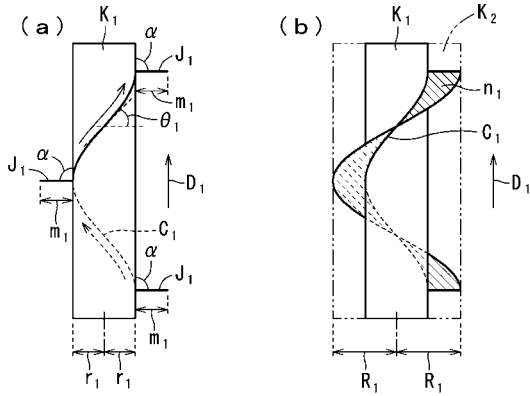 (a)
K₁
α
J₁
m₁
θ₁
J₁
α
D₁
m₁
C₁
α
J₁
m₁
r₁ r₁
(b)
K₁
K₂
n₁
C₁
D₁
R₁ R₁